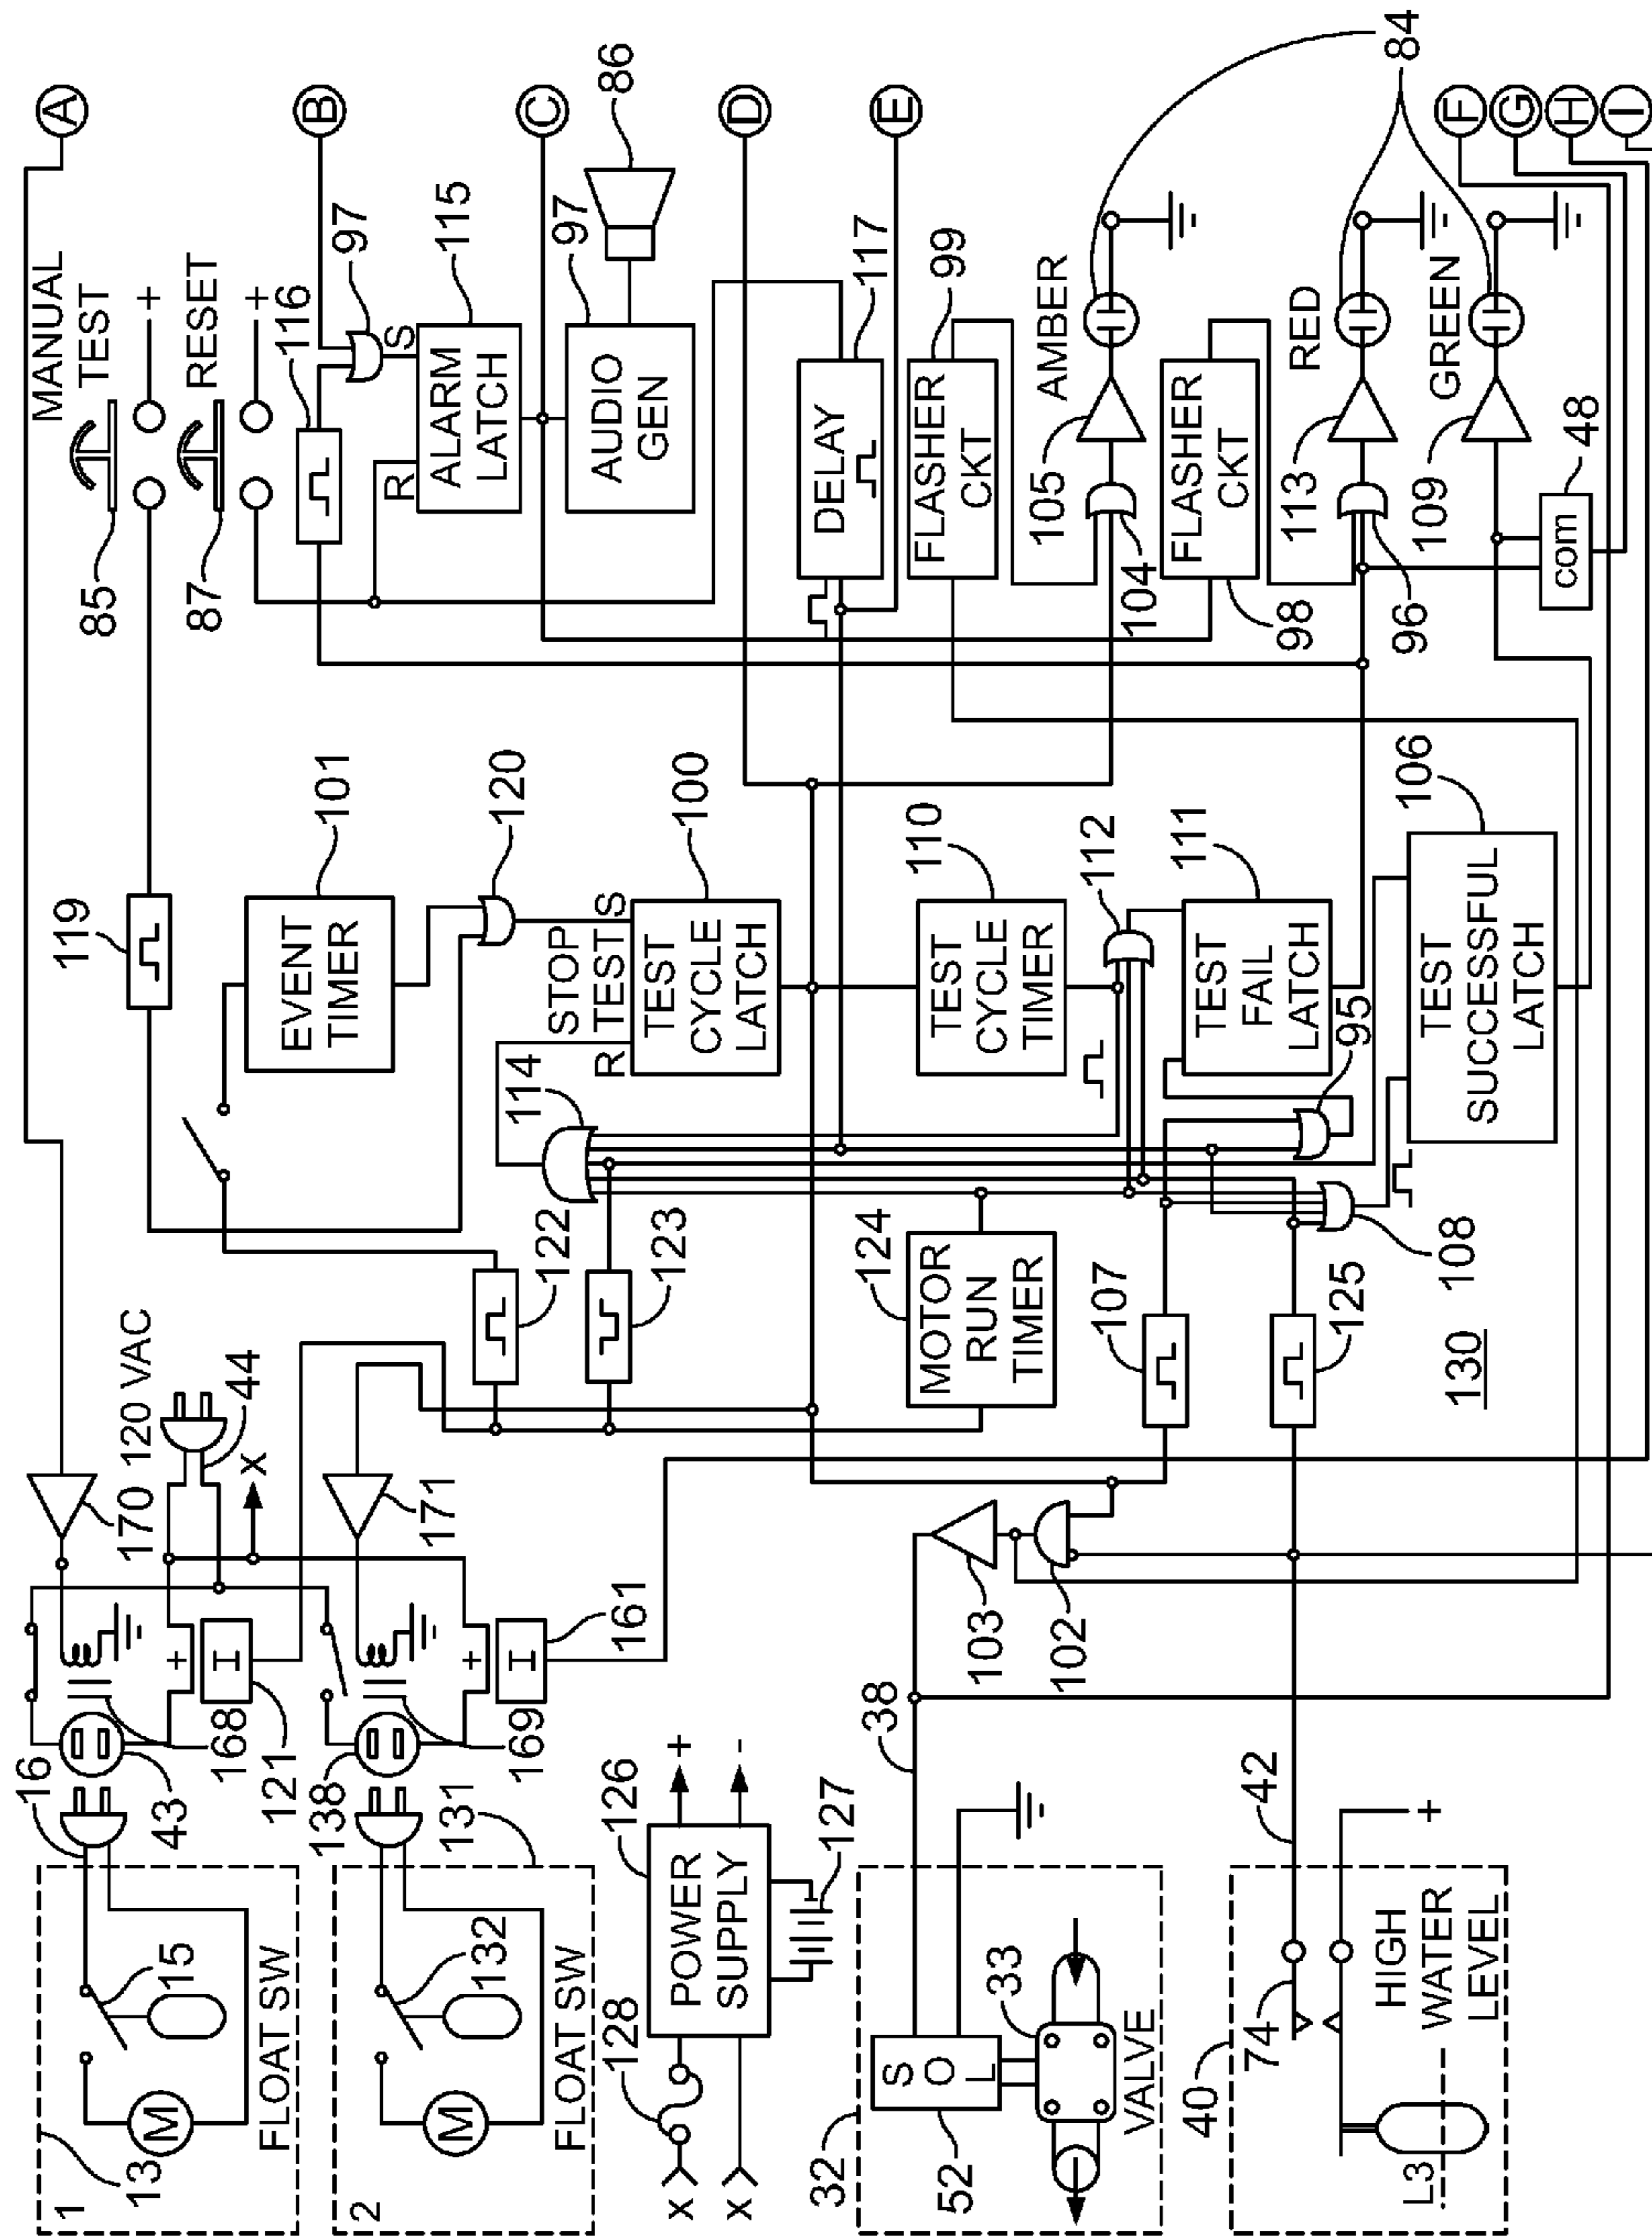 1
13
M
15
FLOAT SW
16
43
168
121
I
+
170
120 VAC
44
X
MANUAL
TEST
A
85
+
RESET
87
+
116
B
97
S
R
ALARM
LATCH
115
C
97
AUDIO
GEN
86
D
E
DELAY
117
99
FLASHER
CKT
105
AMBER
104
84
FLASHER
CKT
98
RED
113
96
GREEN
109
com
48
F
G
H
I
119
101
EVENT
TIMER
120
STOP
TEST
S
R
TEST
CYCLE
LATCH
100
114
110
TEST
CYCLE
TIMER
112
111
TEST
FAIL
LATCH
95
106
TEST
SUCCESSFUL
LATCH
108
122
123
124
MOTOR
RUN
TIMER
107
125
130
2
M
132
131
FLOAT SW
138
169
I
+
161
171
X
X
128
126
POWER
SUPPLY
+
-
127
32
52
SOL
33
VALVE
38
103
102
40
74
42
L3
HIGH
WATER
LEVEL
+